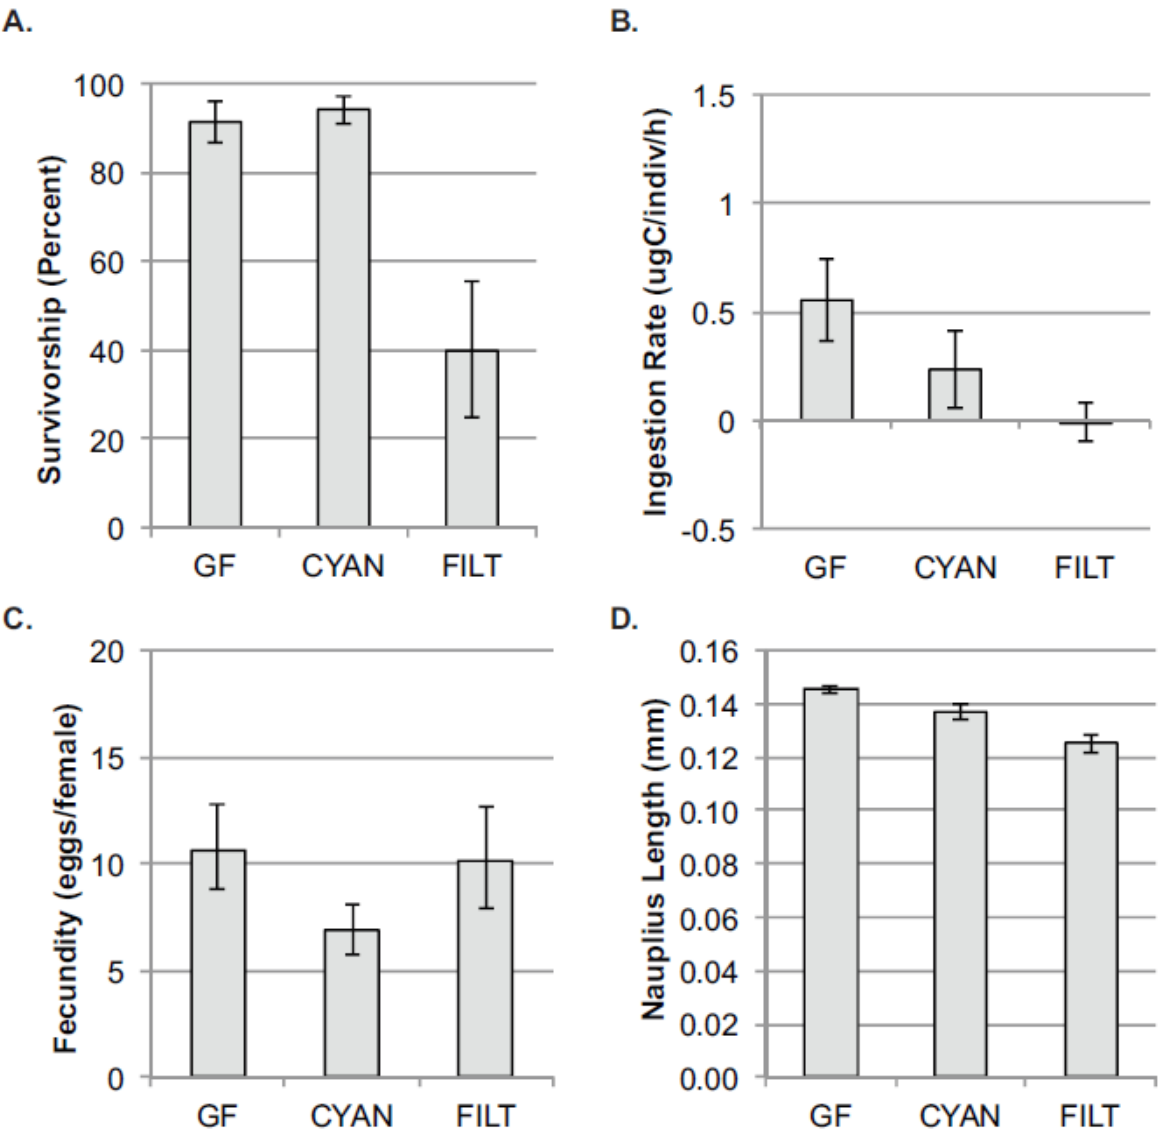 A.
Survivorship (Percent)
100
80
60
40
20
0
GF CYAN FILT
B.
Ingestion Rate (ugC/indiv/h)
1.5
1
0.5
0
-0.5
GF CYAN FILT
C.
Fecundity (eggs/female)
20
15
10
5
0
GF CYAN FILT
D.
Nauplius Length (mm)
0.16
0.14
0.12
0.10
0.08
0.06
0.04
0.02
0.00
GF CYAN FILT